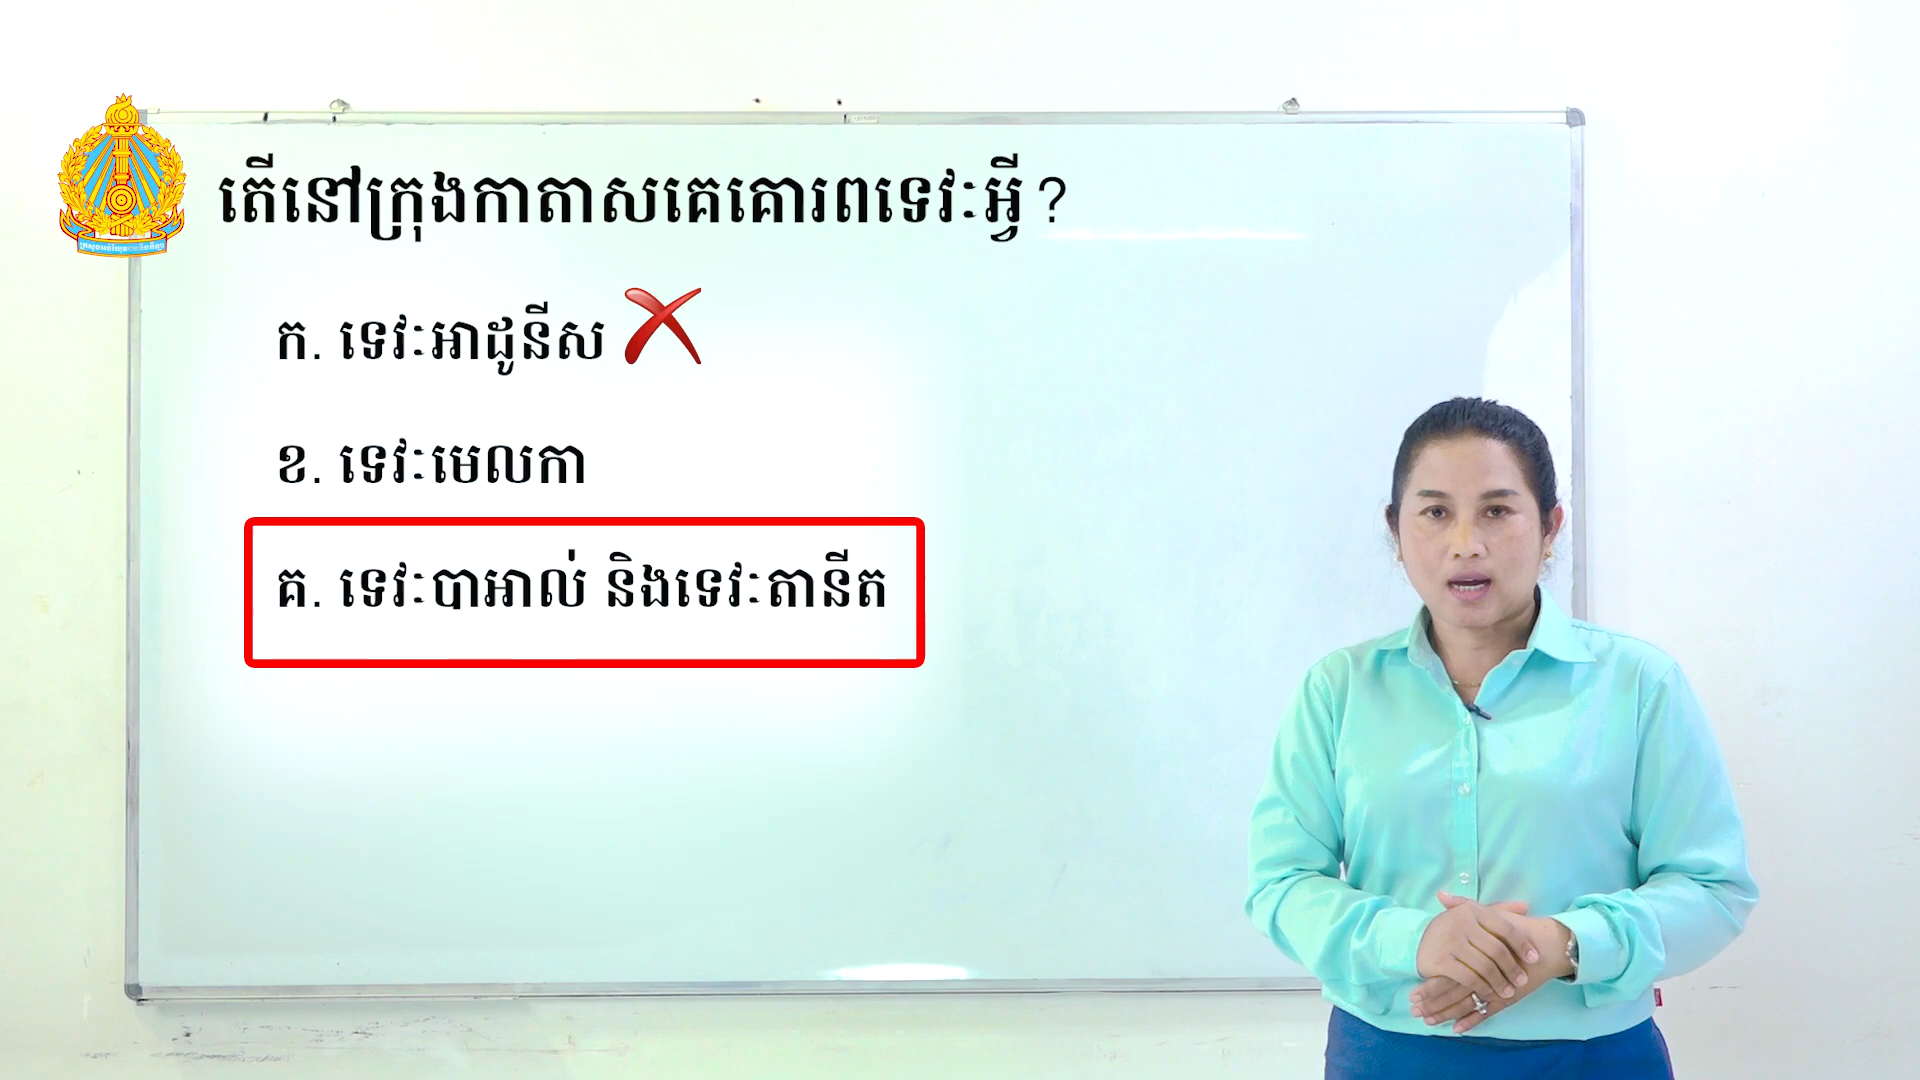 តើនៅក្រុងកាតាសគេគោរពទេវៈអ្វី ?
ក. ទេវៈអាដូនីស
ខ. ទេវៈមេលកា
គ. ទេវៈបាអាល់ និងទេវៈតានីត